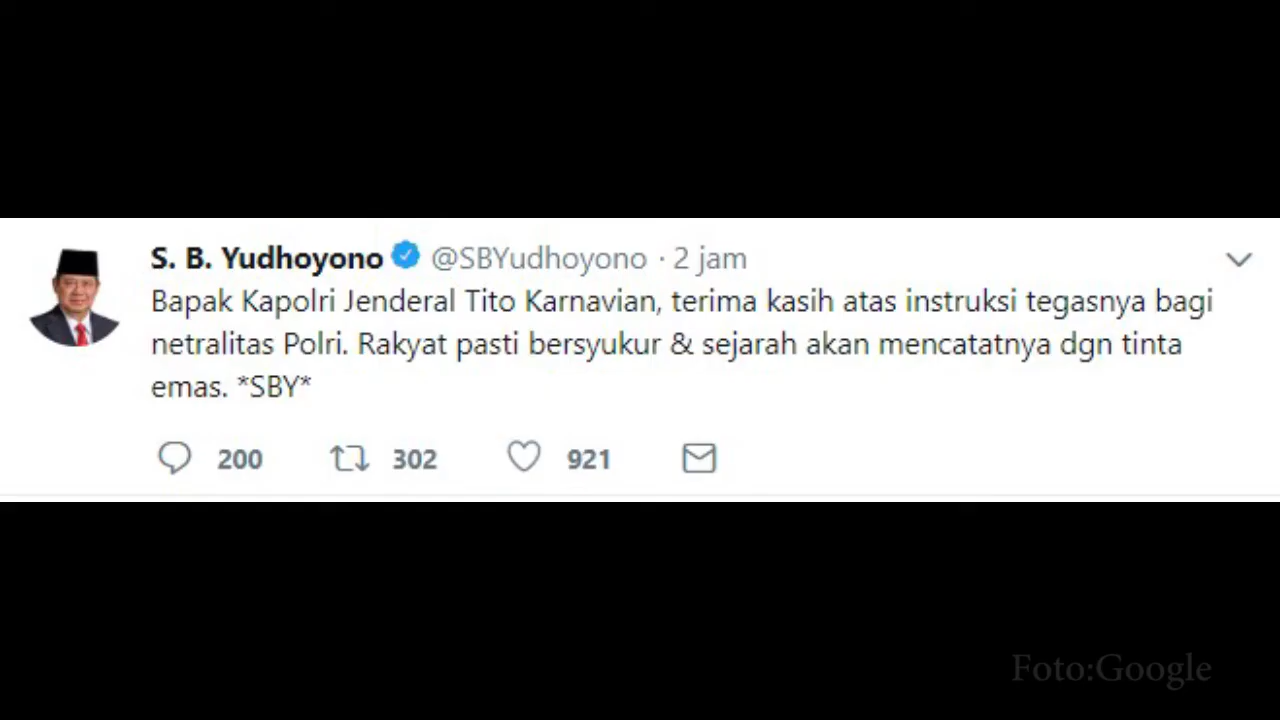 S. B. Yudhoyono @SBYudhoyono · 2 jam
Bapak Kapolri Jenderal Tito Karnavian, terima kasih atas instruksi tegasnya bagi
netralitas Polri. Rakyat pasti bersyukur & sejarah akan mencatatnya dgn tinta
emas. *SBY*
200 302 921
Foto:Google